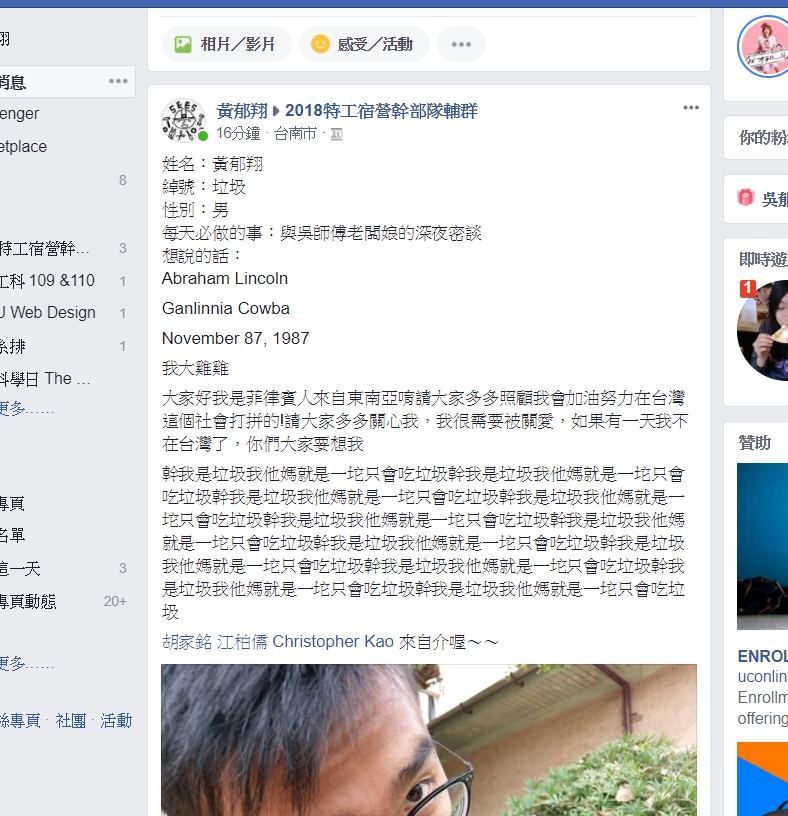 翔
消息
enger
etplace
8
特工宿營幹… 3
工科 109 &110 1
U Web Design 1
糸排 1
科學日 The … 
更多……
專頁
名單
這一天 3
專頁動態 20+
更多……
絲專頁 · 社團 · 活動
相片／影片
感受／活動
黃郁翔 2018特工宿營幹部隊輔群
16分鐘 · 台南市 ·
姓名：黃郁翔
綽號：垃圾
性別：男
每天必做的事：與吳師傅老闆娘的深夜密談
想說的話：
Abraham Lincoln
Ganlinnia Cowba
November 87, 1987
我大雞雞
大家好我是菲律賓人來自東南亞唷請大家多多照顧我會加油努力在台灣
這個社會打拼的!請大家多多關心我，我很需要被關愛，如果有一天我不
在台灣了，你們大家要想我
幹我是垃圾我他媽就是一坨只會吃垃圾幹我是垃圾我他媽就是一坨只會
吃垃圾幹我是垃圾我他媽就是一坨只會吃垃圾幹我是垃圾我他媽就是一
坨只會吃垃圾幹我是垃圾我他媽就是一坨只會吃垃圾幹我是垃圾我他媽
就是一坨只會吃垃圾幹我是垃圾我他媽就是一坨只會吃垃圾幹我是垃圾
我他媽就是一坨只會吃垃圾幹我是垃圾我他媽就是一坨只會吃垃圾幹我
是垃圾我他媽就是一坨只會吃垃圾幹我是垃圾我他媽就是一坨只會吃垃
圾
胡家銘 江柏儒 Christopher Kao 來自介喔～～
你的粉
吳郁
即時遊
1
贊助
ENROL
uconlin
Enrollm
offering